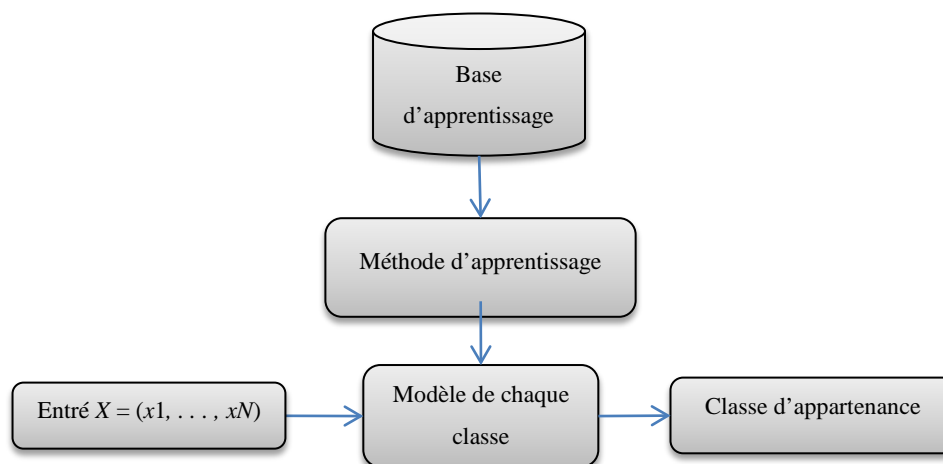 Base
d'apprentissage
Méthode d'apprentissage
Modèle de chaque
classe
Entré X = (x1, . . . , xN)
Classe d'appartenance